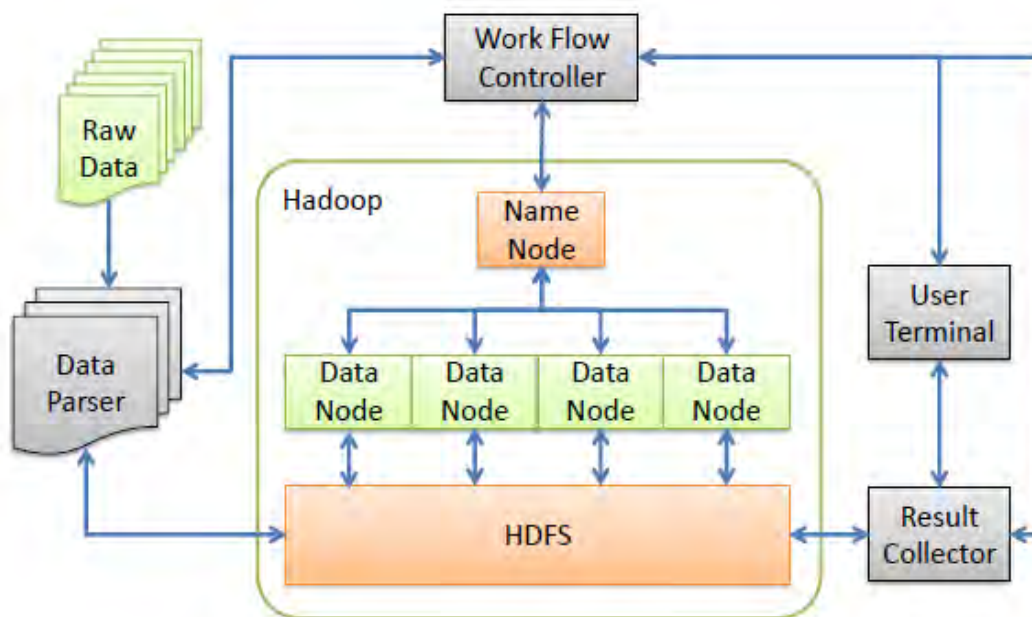 Work Flow
Controller
Raw
Data
Hadoop
Name
Node
User
Terminal
Data
Parser
Data
Node
Data
Node
Data
Node
Data
Node
HDFS
Result
Collector